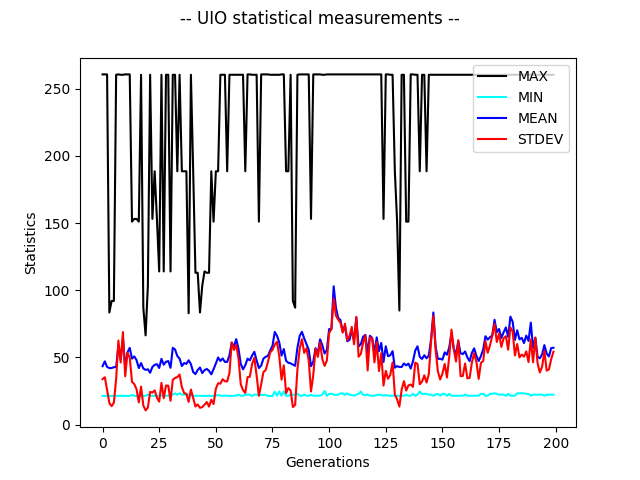 -- UIO statistical measurements --
MAX
MIN
MEAN
STDEV
Statistics
250
200
150
100
50
0
0 25 50 75 100 125 150 175 200
Generations